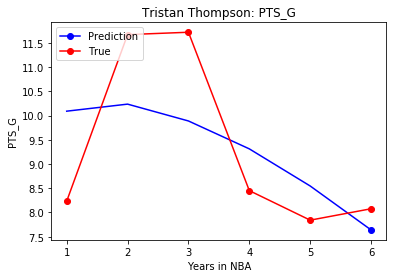 Tristan Thompson: PTS_G
Prediction
True
11.5
11.0
10.5
10.0
9.5
9.0
8.5
8.0
7.5
PTS_G
1 2 3 4 5 6
Years in NBA